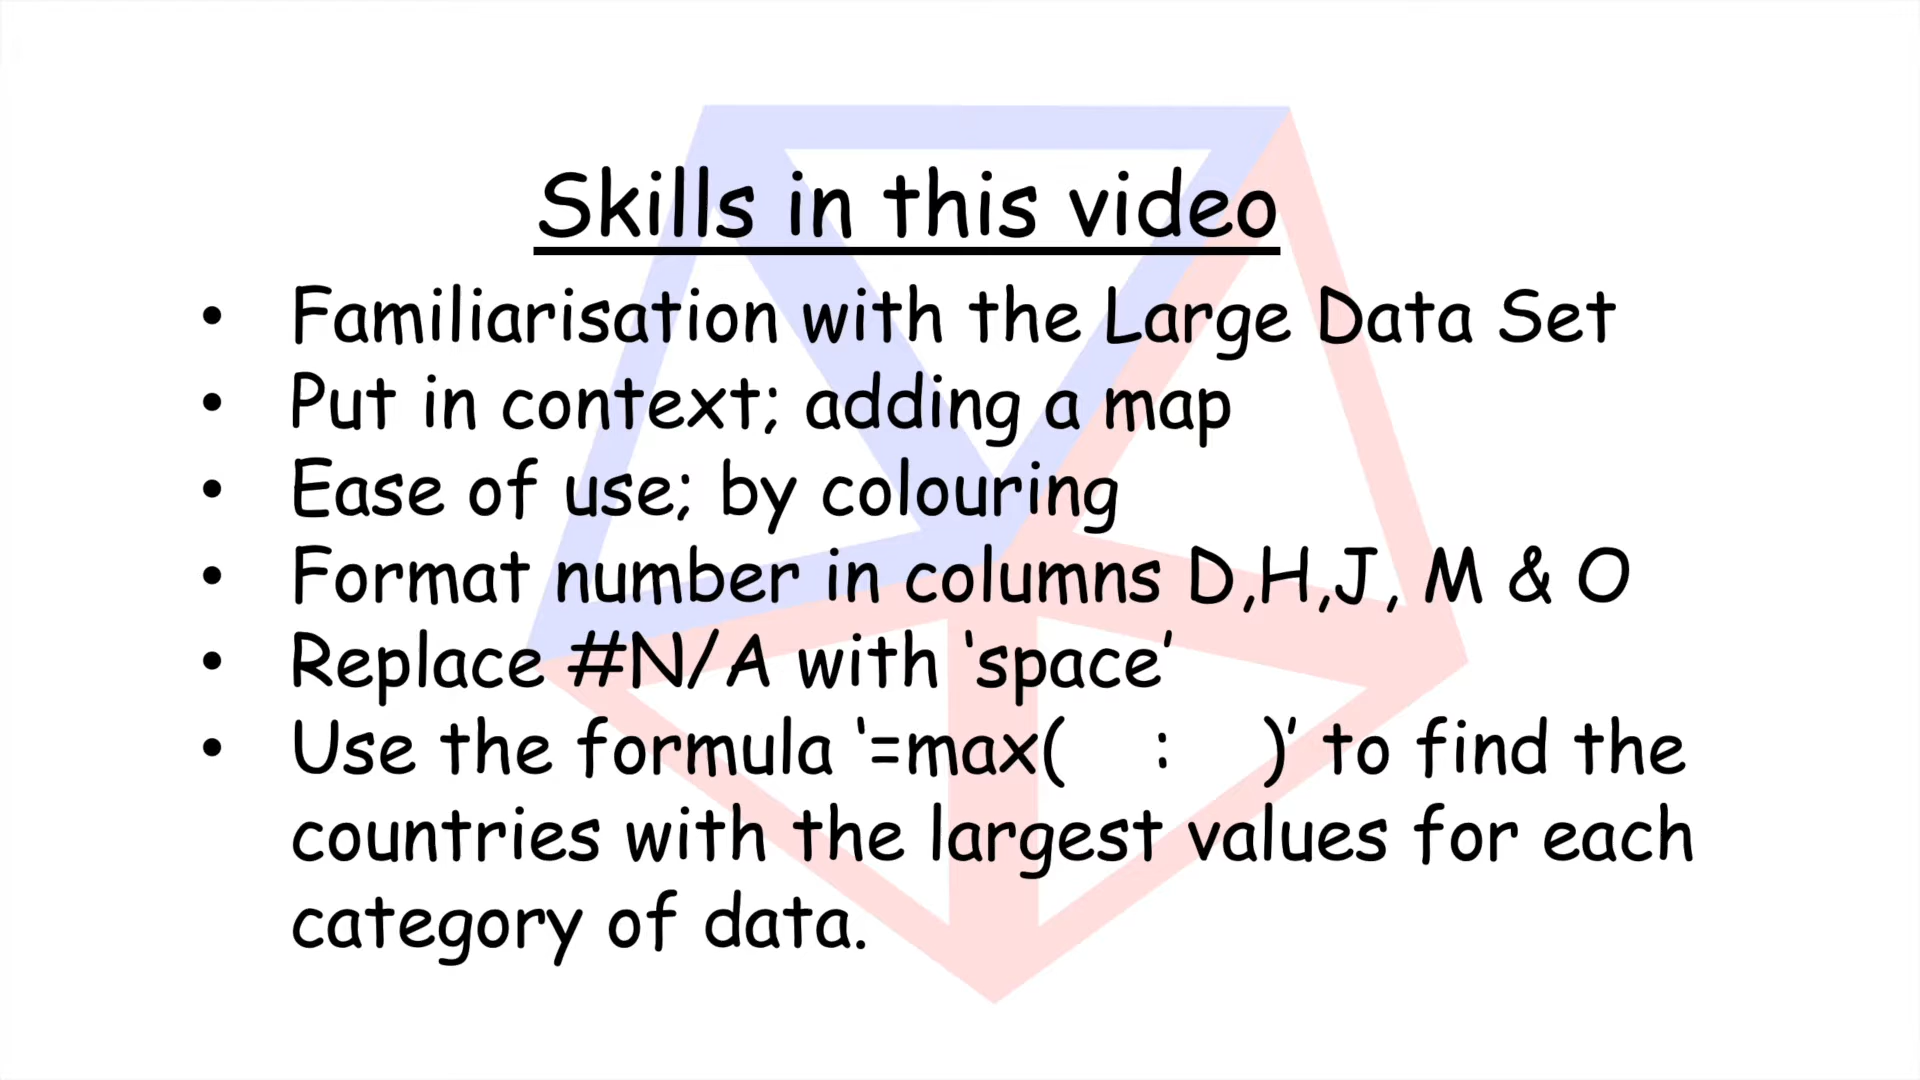 Skills in this video
• Familiarisation with the Large Data Set
• Put in context; adding a map
• Ease of use; by colouring
• Format number in columns D,H,J, M & O
• Replace #N/A with ‘space’
• Use the formula ‘=max(    :    )’ to find the
countries with the largest values for each
category of data.